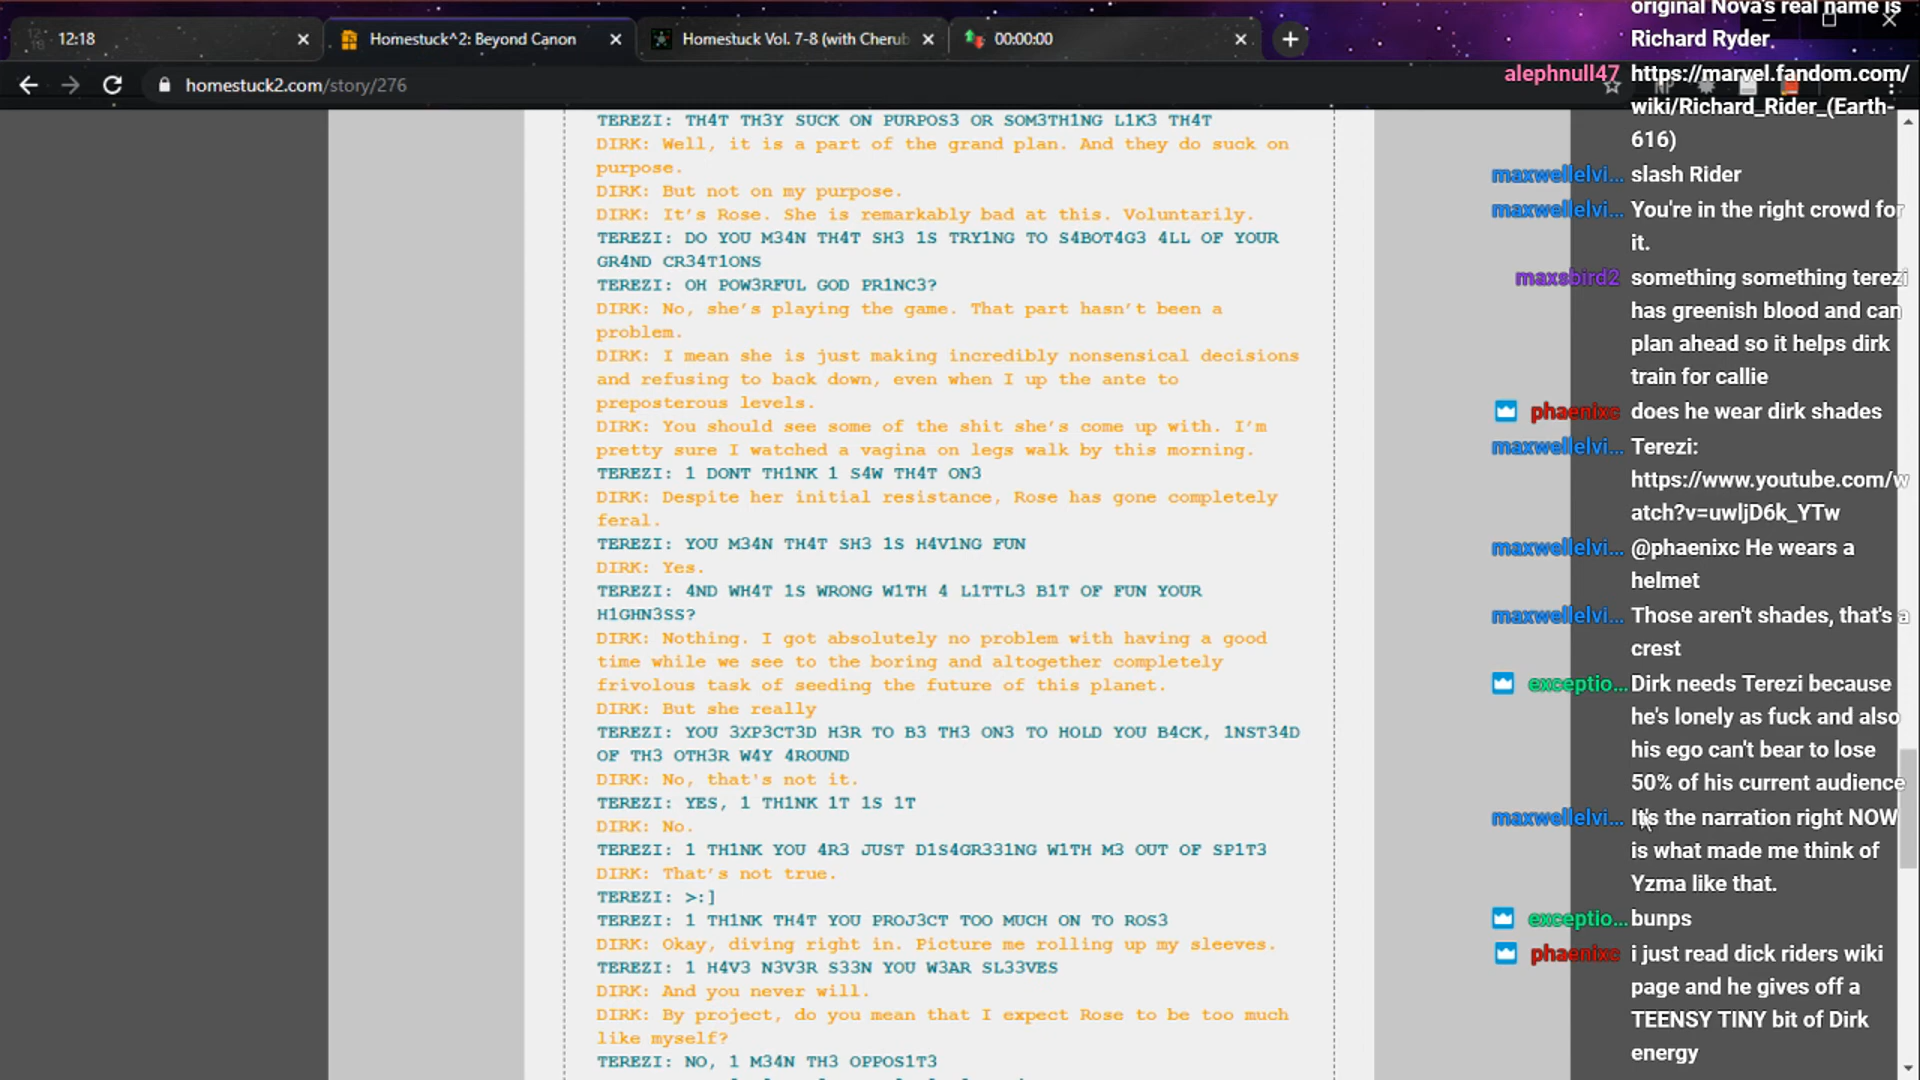 12:18
Homestuck^2: Beyond Canon
Homestuck Vol. 7-8 (with Cherub
00:00:00
homestuck2.com/story/276
TEREZI: TH4T TH3Y SUCK ON PURPOS3 OR SOM3TH1NG L1K3 TH4T
DIRK: Well, it is a part of the grand plan. And they do suck on
purpose.
DIRK: But not on my purpose.
DIRK: It’s Rose. She is remarkably bad at this. Voluntarily.
TEREZI: DO YOU M34N TH4T SH3 1S TRY1NG TO S4BOT4G3 4LL OF YOUR
GR4ND CR34T1ONS
TEREZI: OH POW3RFUL GOD PR1NC3?
DIRK: No, she’s playing the game. That part hasn’t been a
problem.
DIRK: I mean she is just making incredibly nonsensical decisions
and refusing to back down, even when I up the ante to
preposterous levels.
DIRK: You should see some of the shit she’s come up with. I’m
pretty sure I watched a vagina on legs walk by this morning.
TEREZI: 1 DONT TH1NK 1 S4W TH4T ON3
DIRK: Despite her initial resistance, Rose has gone completely
feral.
TEREZI: YOU M34N TH4T SH3 1S H4V1NG FUN
DIRK: Yes.
TEREZI: 4ND WH4T 1S WRONG W1TH 4 L1TTL3 B1T OF FUN YOUR
H1GHN3SS?
DIRK: Nothing. I got absolutely no problem with having a good
time while we see to the boring and altogether completely
frivolous task of seeding the future of this planet.
DIRK: But she really
TEREZI: YOU 3XP3CT3D H3R TO B3 TH3 ON3 TO HOLD YOU B4CK, 1NST34D
OF TH3 OTH3R W4Y 4ROUND
DIRK: No, that's not it.
TEREZI: YES, 1 TH1NK 1T 1S 1T
DIRK: No.
TEREZI: 1 TH1NK YOU 4R3 JUST D1S4GR331NG W1TH M3 OUT OF SP1T3
DIRK: That’s not true.
TEREZI: >:]
TEREZI: 1 TH1NK TH4T YOU PROJ3CT TOO MUCH ON TO ROS3
DIRK: Okay, diving right in. Picture me rolling up my sleeves.
TEREZI: 1 H4V3 N3V3R S33N YOU W3AR SL33VES
DIRK: And you never will.
DIRK: By project, do you mean that I expect Rose to be too much
like myself?
TEREZI: NO, 1 M34N TH3 OPPOS1T3
original Nova's real name is
Richard Ryder
alephnull47 https://marvel.fandom.com/
wiki/Richard_Rider_(Earth-
616)
maxwellelvi... slash Rider
maxwellelvi... You're in the right crowd for
it.
maxsbird2 something something terezi
has greenish blood and can
plan ahead so it helps dirk
train for callie
phaenixc does he wear dirk shades
maxwellelvi... Terezi:
https://www.youtube.com/w
atch?v=uwljD6k_YTw
maxwellelvi... @phaenixc He wears a
helmet
maxwellelvi... Those aren't shades, that's a
crest
exceptio... Dirk needs Terezi because
he's lonely as fuck and also
his ego can't bear to lose
50% of his current audience
maxwellelvi... It's the narration right NOW
is what made me think of
Yzma like that.
exceptio... bunps
phaenixc i just read dick riders wiki
page and he gives off a
TEENSY TINY bit of Dirk
energy